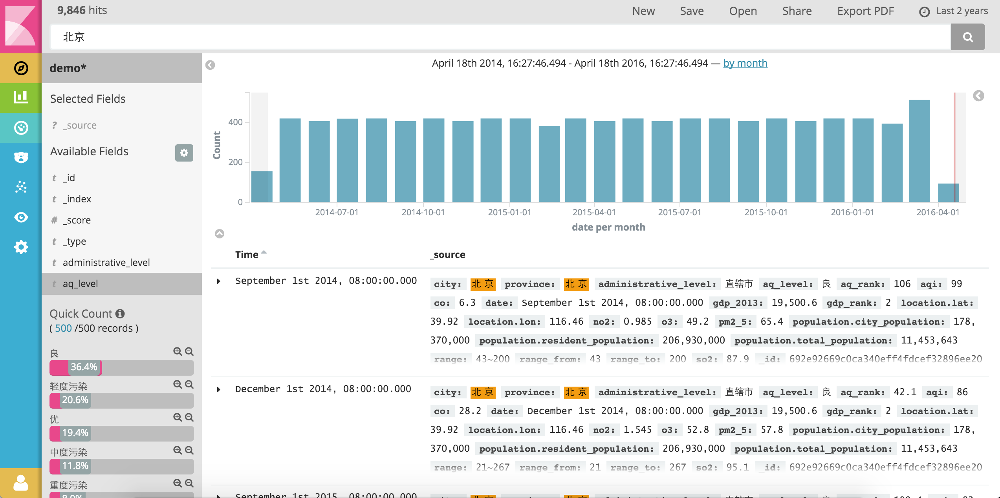 9,846 hits
New Save Open Share Export PDF Last 2 years
北京
demo*
Selected Fields
? _source
Available Fields
t _id
t _index
# _score
t _type
t administrative_level
t aq_level
Quick Count
( 500 /500 records )
良
36.4%
轻度污染
20.6%
优
19.4%
中度污染
11.8%
重度污染
8.0%
April 18th 2014, 16:27:46.494 - April 18th 2016, 16:27:46.494 — by month
Count
400
200
0
2014-07-01 2014-10-01 2015-01-01 2015-04-01 2015-07-01 2015-10-01 2016-01-01 2016-04-01
date per month
Time _source
September 1st 2014, 08:00:00.000
city: 北 京 province: 北 京 administrative_level: 直辖市 aq_level: 良 aq_rank: 106 aqi: 99
co: 6.3 date: September 1st 2014, 08:00:00.000 gdp_2013: 19,500.6 gdp_rank: 2 location.lat:
39.92 location.lon: 116.46 no2: 0.985 o3: 49.2 pm2_5: 65.4 population.city_population: 178,
370,000 population.resident_population: 206,930,000 population.total_population: 11,453,643
range: 43~200 range_from: 43 range_to: 200 so2: 87.9 _id: 692e92669c0ca340eff4fdcef32896ee20
December 1st 2014, 08:00:00.000
city: 北 京 province: 北 京 administrative_level: 直辖市 aq_level: 良 aq_rank: 42.1 aqi: 86
co: 28.2 date: December 1st 2014, 08:00:00.000 gdp_2013: 19,500.6 gdp_rank: 2 location.lat:
39.92 location.lon: 116.46 no2: 1.545 o3: 52.8 pm2_5: 57.8 population.city_population: 178,
370,000 population.resident_population: 206,930,000 population.total_population: 11,453,643
range: 21~267 range_from: 21 range_to: 267 so2: 95.1 _id: 692e92669c0ca340eff4fdcef32896ee20
September 1st 2015, 08:00:00.000